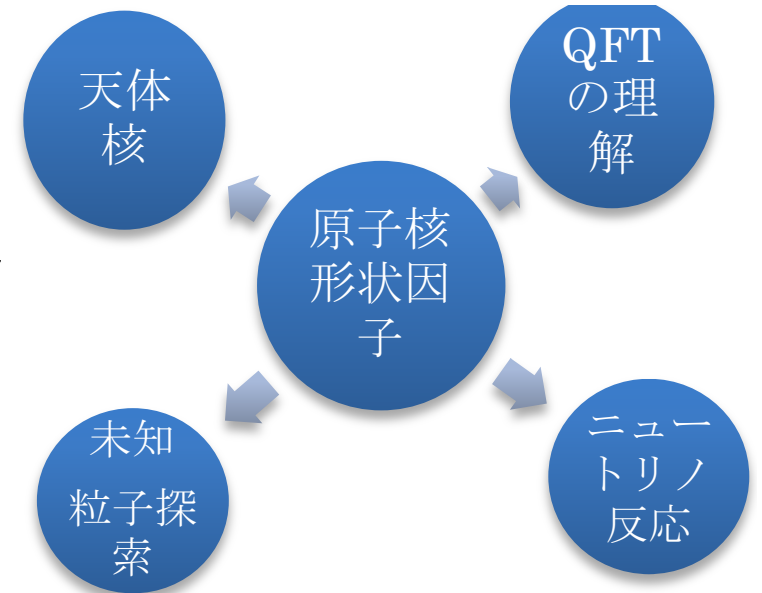 天体
核
QFT
の理
解
原子核
形状因
子
未知
粒子探
索
ニュー
トリノ
反応